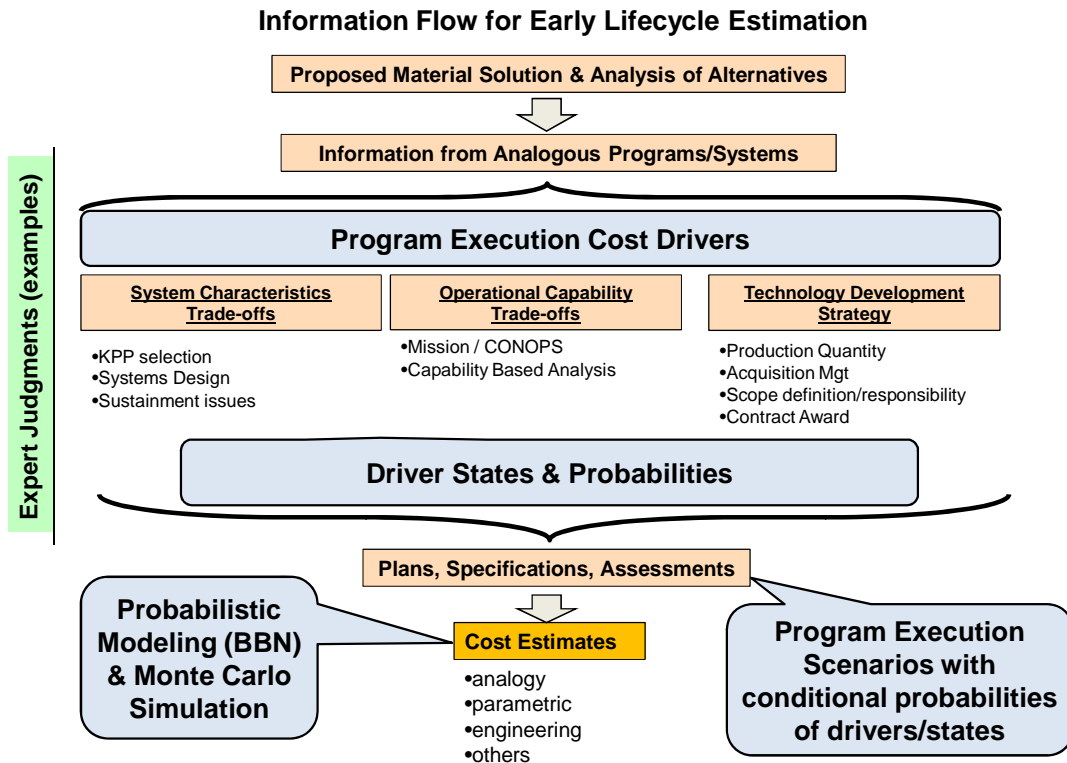 Information Flow for Early Lifecycle Estimation
Proposed Material Solution & Analysis of Alternatives
Information from Analogous Programs/Systems
Expert Judgments (examples)
Program Execution Cost Drivers
System Characteristics
Trade-offs
•KPP selection
•Systems Design
•Sustainment issues
Operational Capability
Trade-offs
•Mission / CONOPS
•Capability Based Analysis
Technology Development
Strategy
•Production Quantity
•Acquisition Mgt
•Scope definition/responsibility
•Contract Award
Driver States & Probabilities
Plans, Specifications, Assessments
Probabilistic
Modeling (BBN)
& Monte Carlo
Simulation
Cost Estimates
•analogy
•parametric
•engineering
•others
Program Execution
Scenarios with
conditional probabilities
of drivers/states